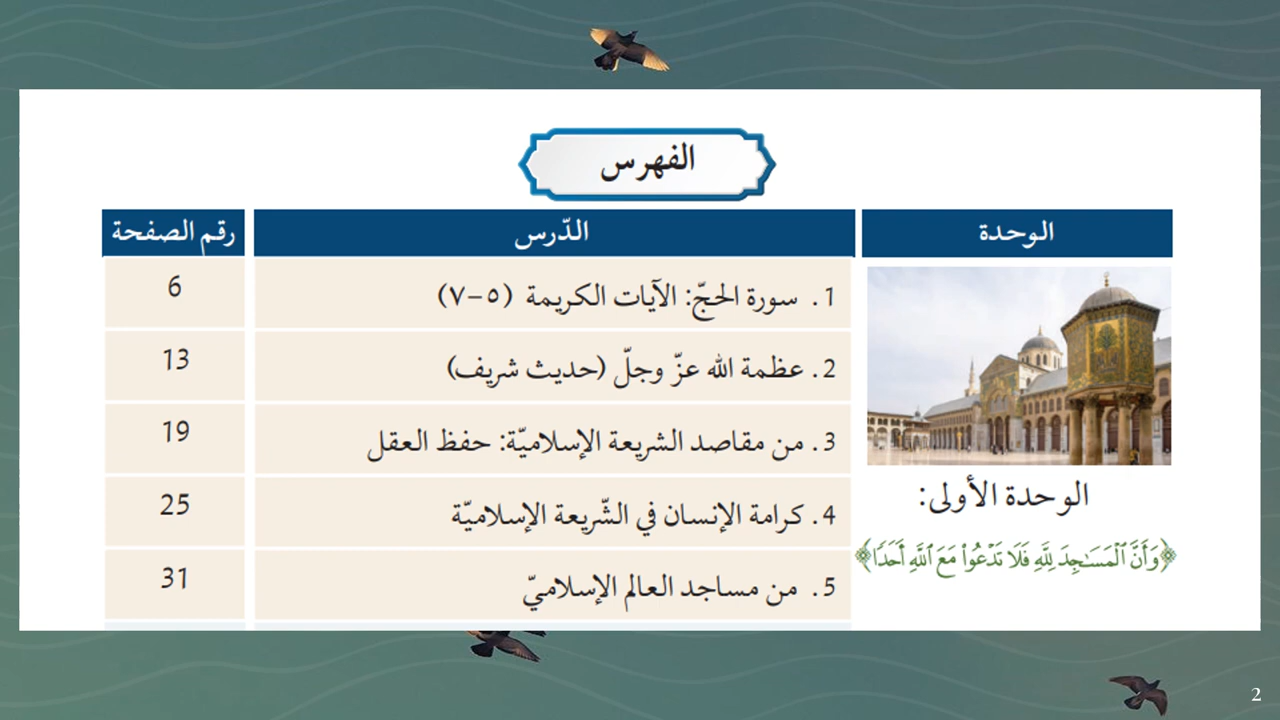 الفهرس
الوحدة الدّرس رقم الصفحة
1. سورة الحجّ: الآيات الكريمة (٥-٧) 6
2. عظمة الله عزّ وجلّ (حديث شريف) 13
3. من مقاصد الشريعة الإسلاميّة: حفظ العقل 19
4. كرامة الإنسان في الشّريعة الإسلاميّة 25
5. من مساجد العالم الإسلاميّ 31
الوحدة الأولى:
﴿وَأَنَّ ٱلْمَسَٰجِدَ لِلَّهِ فَلَا تَدْعُواْ مَعَ ٱللَّهِ أَحَدًا﴾
2